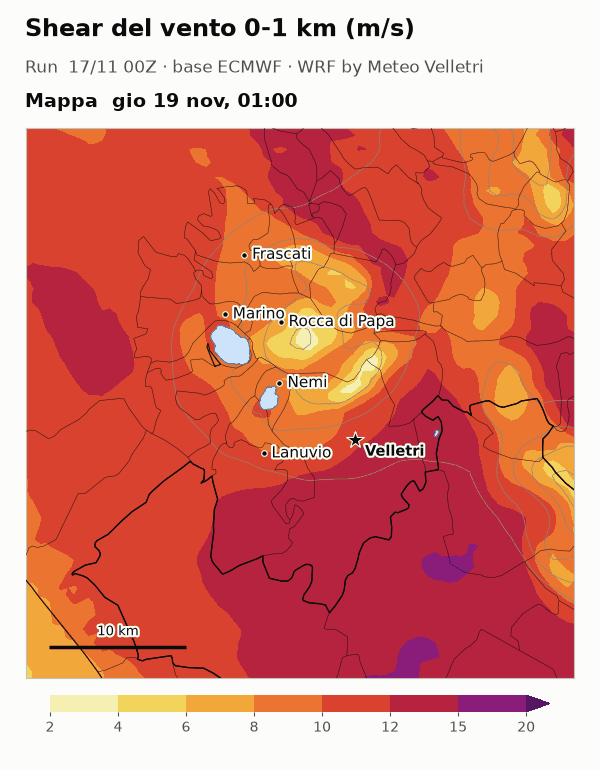 Shear del vento 0-1 km (m/s)
Run  17/11 00Z · base ECMWF · WRF by Meteo Velletri
Mappa  gio 19 nov, 01:00
Frascati
Marino
Rocca di Papa
Nemi
Velletri
Lanuvio
10 km
2 4 6 8 10 12 15 20